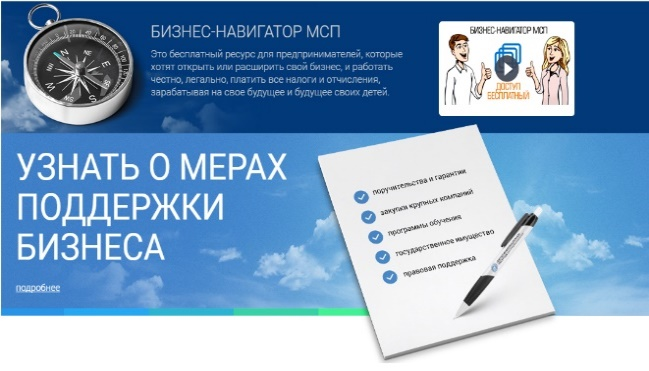 БИЗНЕС-НАВИГАТОР МСП
Это бесплатный ресурс для предпринимателей, которые
хотят открыть или расширить свой бизнес, и работать
честно, легально, платить все налоги и отчисления,
зарабатывая на свое будущее и будущее своих детей.
БИЗНЕС-НАВИГАТОР МСП
ДОСТУП
БЕСПЛАТНЫЙ
УЗНАТЬ О МЕРАХ
ПОДДЕРЖКИ
БИЗНЕСА
подробнее
поручительства и гарантии
закупки крупных компаний
программы обучения
государственное имущество
правовая поддержка
N
E
S
W